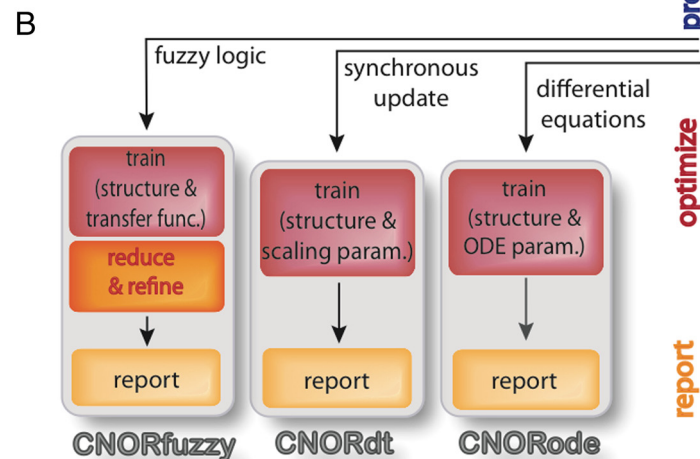 B
fuzzy logic
synchronous
update
differential
equations
train
(structure &
transfer func.)
reduce
& refine
report
CNORfuzzy
train
(structure &
scaling param.)
report
CNORdt
train
(structure &
ODE param.)
report
CNORode
optimize
report